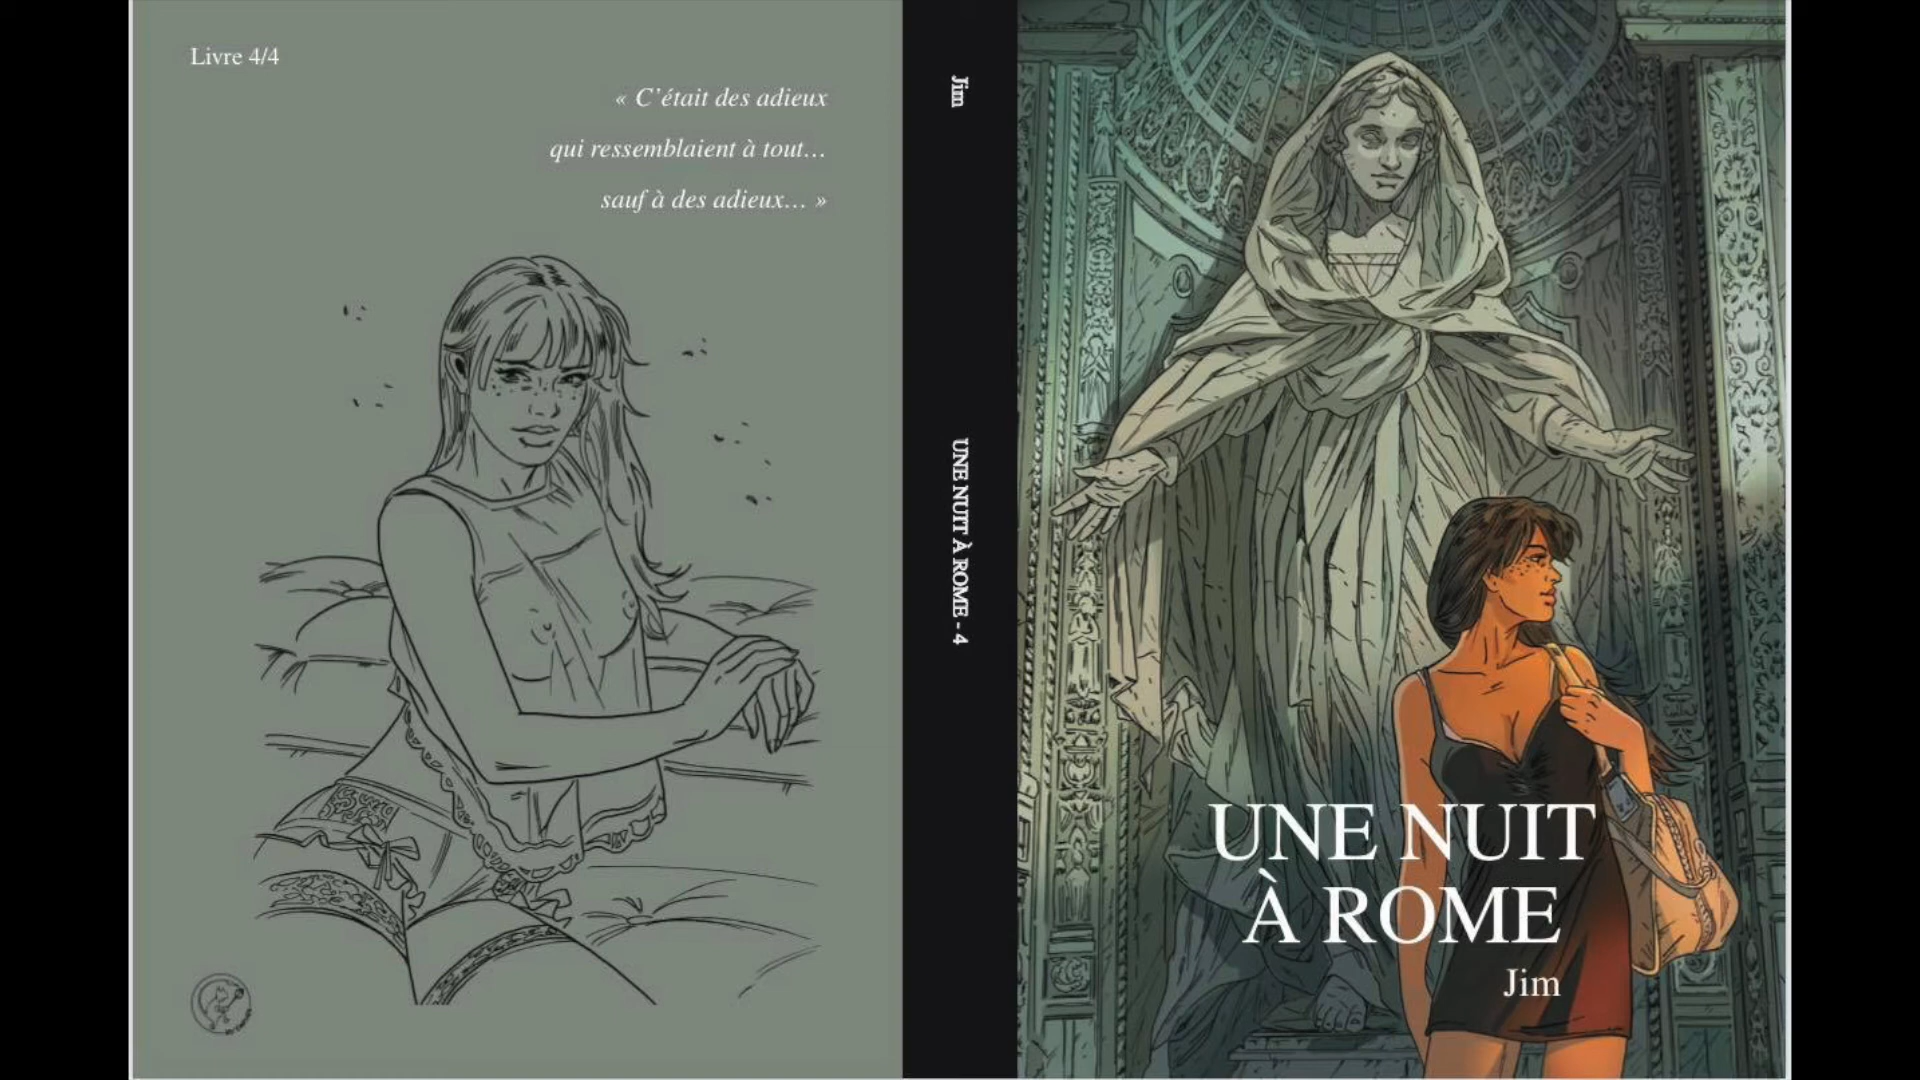 Livre 4/4
« C’était des adieux
qui ressemblaient à tout…
sauf à des adieux… »
Jim
UNE NUIT À ROME - 4
UNE NUIT
À ROME
Jim